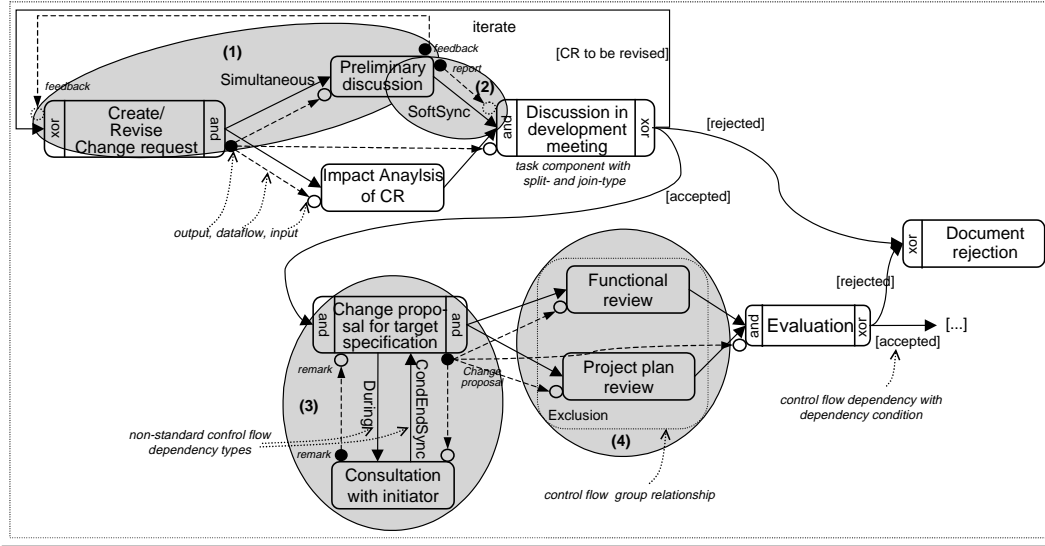 iterate
(1)
feedback
[CR to be revised]
feedback
Simultaneous
Preliminary
discussion
report
(2)
SoftSync
xor
Create/
Revise
Change request
and
and
Discussion in
development
meeting
xor
[rejected]
task component with
split- and join-type
Impact Anaylsis
of CR
[accepted]
output, dataflow, input
xor
Document
rejection
Functional
review
[rejected]
and
Change propo-
sal for target
specification
and
and
Evaluation
xor
[...]
[accepted]
remark
Change
proposal
Project plan
review
DuringI
CondEndSync
(3)
Exclusion
control flow dependency with
dependency condition
non-standard control flow
dependency types
(4)
remark
Consultation
with initiator
control flow group relationship